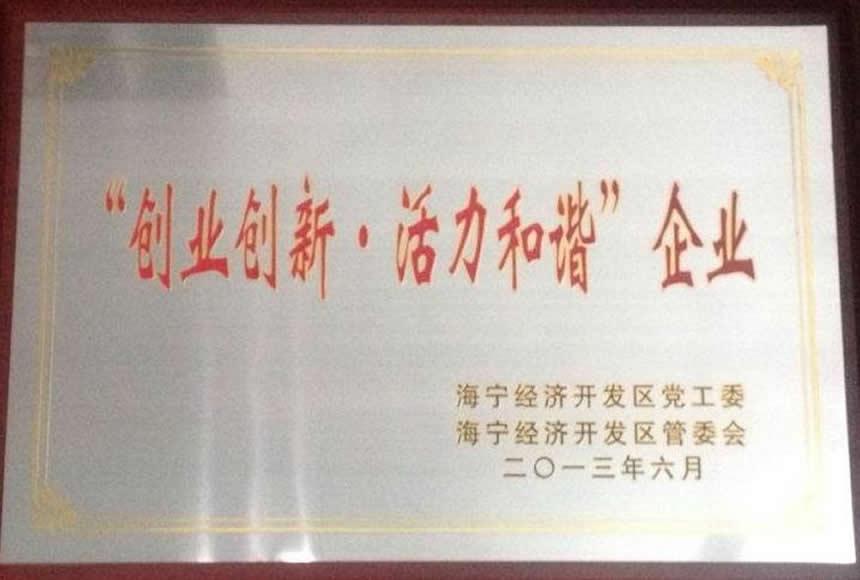 “创业创新·活力和谐”企业
海宁经济开发区党工委
海宁经济开发区管委会
二〇一三年六月